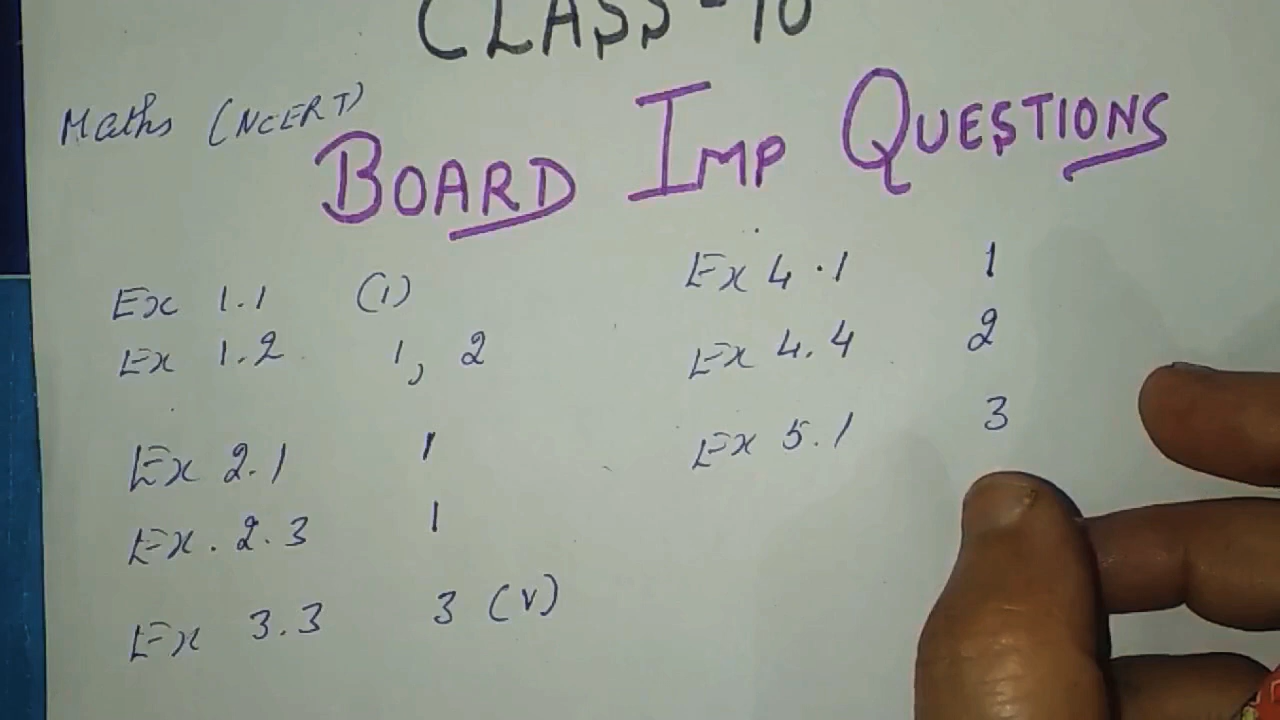 CLASS-10
Maths (NCERT)
BOARD IMP QUESTIONS
Ex 1.1 (1)
Ex 1.2 1, 2
Ex 2.1 1
Ex. 2.3 1
Ex 3.3 3 (V)
Ex 4.1 1
Ex 4.4 2
Ex 5.1 3